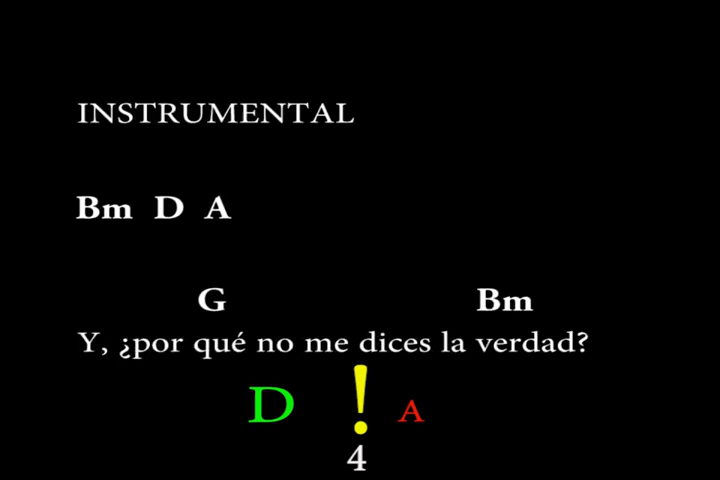 INSTRUMENTAL
Bm D A
G Bm
Y, ¿por qué no me dices la verdad?
D ! A
4